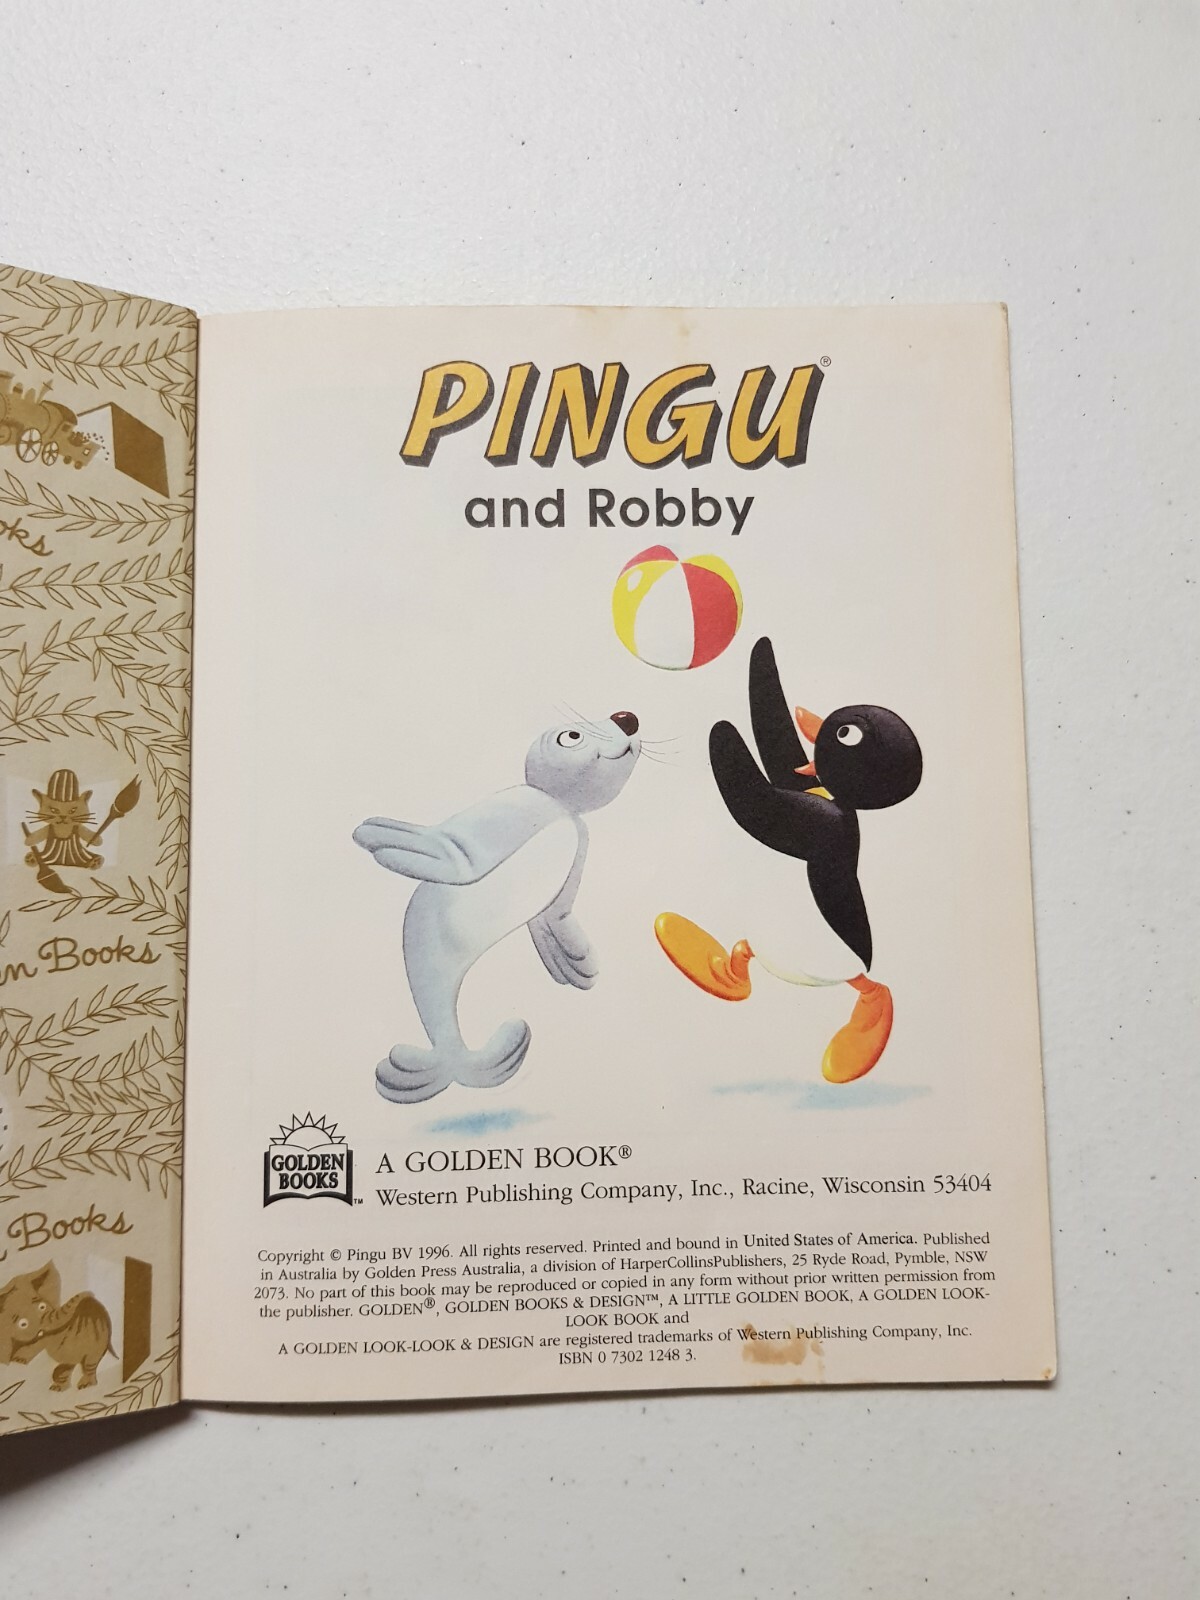 PINGU®
and Robby
GOLDEN
BOOKS™
A GOLDEN BOOK®
Western Publishing Company, Inc., Racine, Wisconsin 53404
Copyright © Pingu BV 1996. All rights reserved. Printed and bound in United States of America. Published
in Australia by Golden Press Australia, a division of HarperCollinsPublishers, 25 Ryde Road, Pymble, NSW
2073. No part of this book may be reproduced or copied in any form without prior written permission from
the publisher. GOLDEN®, GOLDEN BOOKS & DESIGN™, A LITTLE GOLDEN BOOK, A GOLDEN LOOK-
LOOK BOOK and
A GOLDEN LOOK-LOOK & DESIGN are registered trademarks of Western Publishing Company, Inc.
ISBN 0 7302 1248 3.
Books
Books